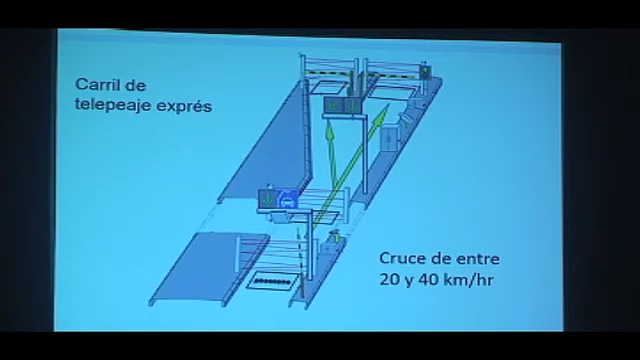 Carril de
telepeaje exprés
Cruce de entre
20 y 40 km/hr